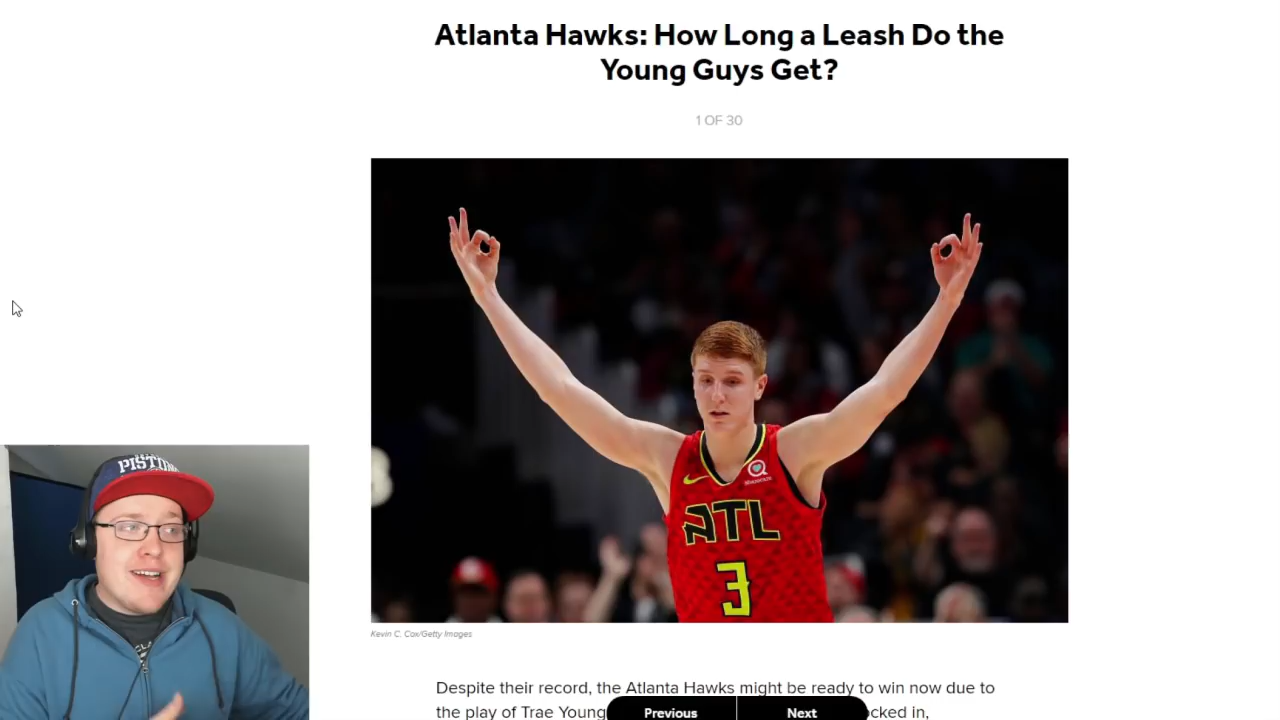 Atlanta Hawks: How Long a Leash Do the
Young Guys Get?
1 OF 30
ATL
3
Kevin C. Cox/Getty Images
PISTONS
Despite their record, the Atlanta Hawks might be ready to win now due to
the play of Trae Young
Previous
Next